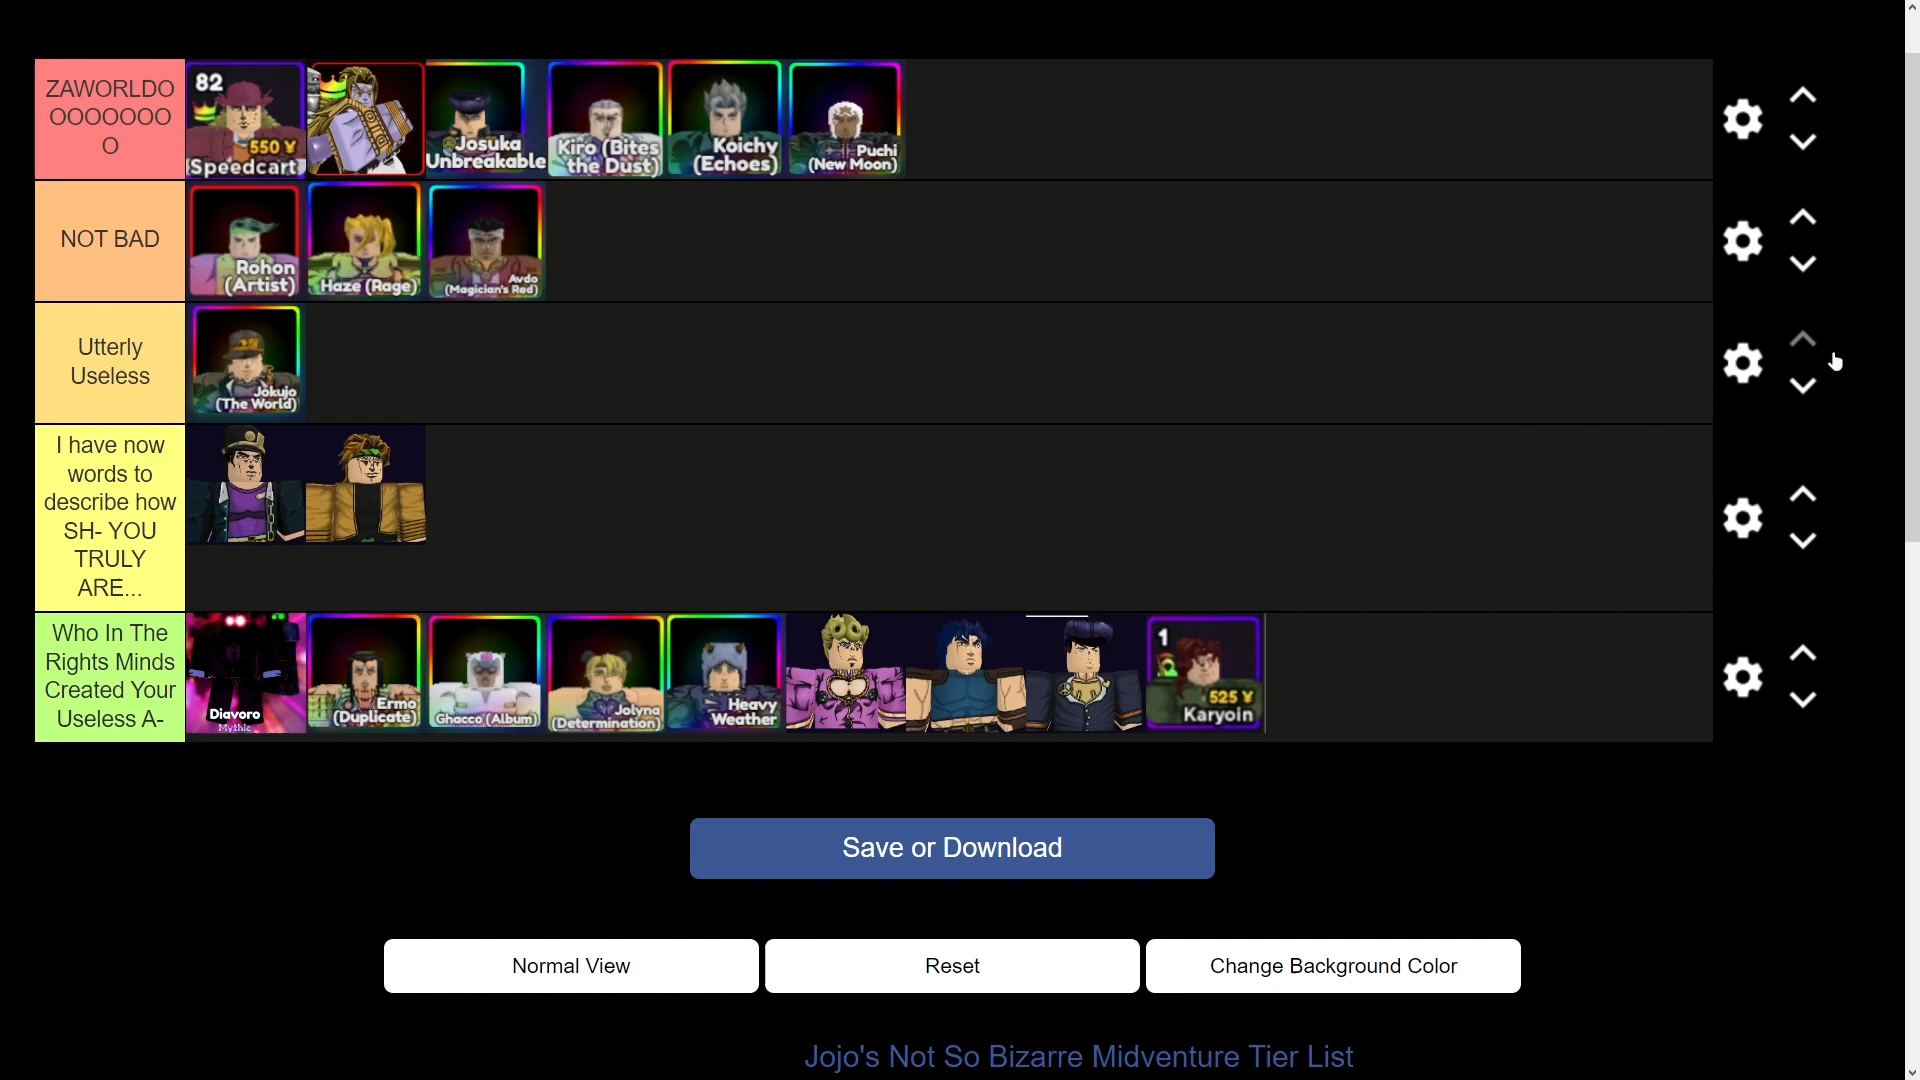 ZAWORLDO
OOOOOOO
O
82
550 ¥
Speedcart
Josuka
Unbreakable
Kiro (Bites
the Dust)
Koichy
(Echoes)
Puchi
(New Moon)
NOT BAD
Rohon
(Artist)
Haze (Rage)
Avdo
(Magician's Red)
Utterly
Useless
Jokujo
(The World)
I have now
words to
describe how
SH- YOU
TRULY
ARE...
Who In The
Rights Minds
Created Your
Useless A-
Diavoro
Mythic
Ermo
(Duplicate)
Ghacco (Album)
Jolyna
(Determination)
Heavy
Weather
1
525 ¥
Karyoin
Save or Download
Normal View
Reset
Change Background Color
Jojo's Not So Bizarre Midventure Tier List